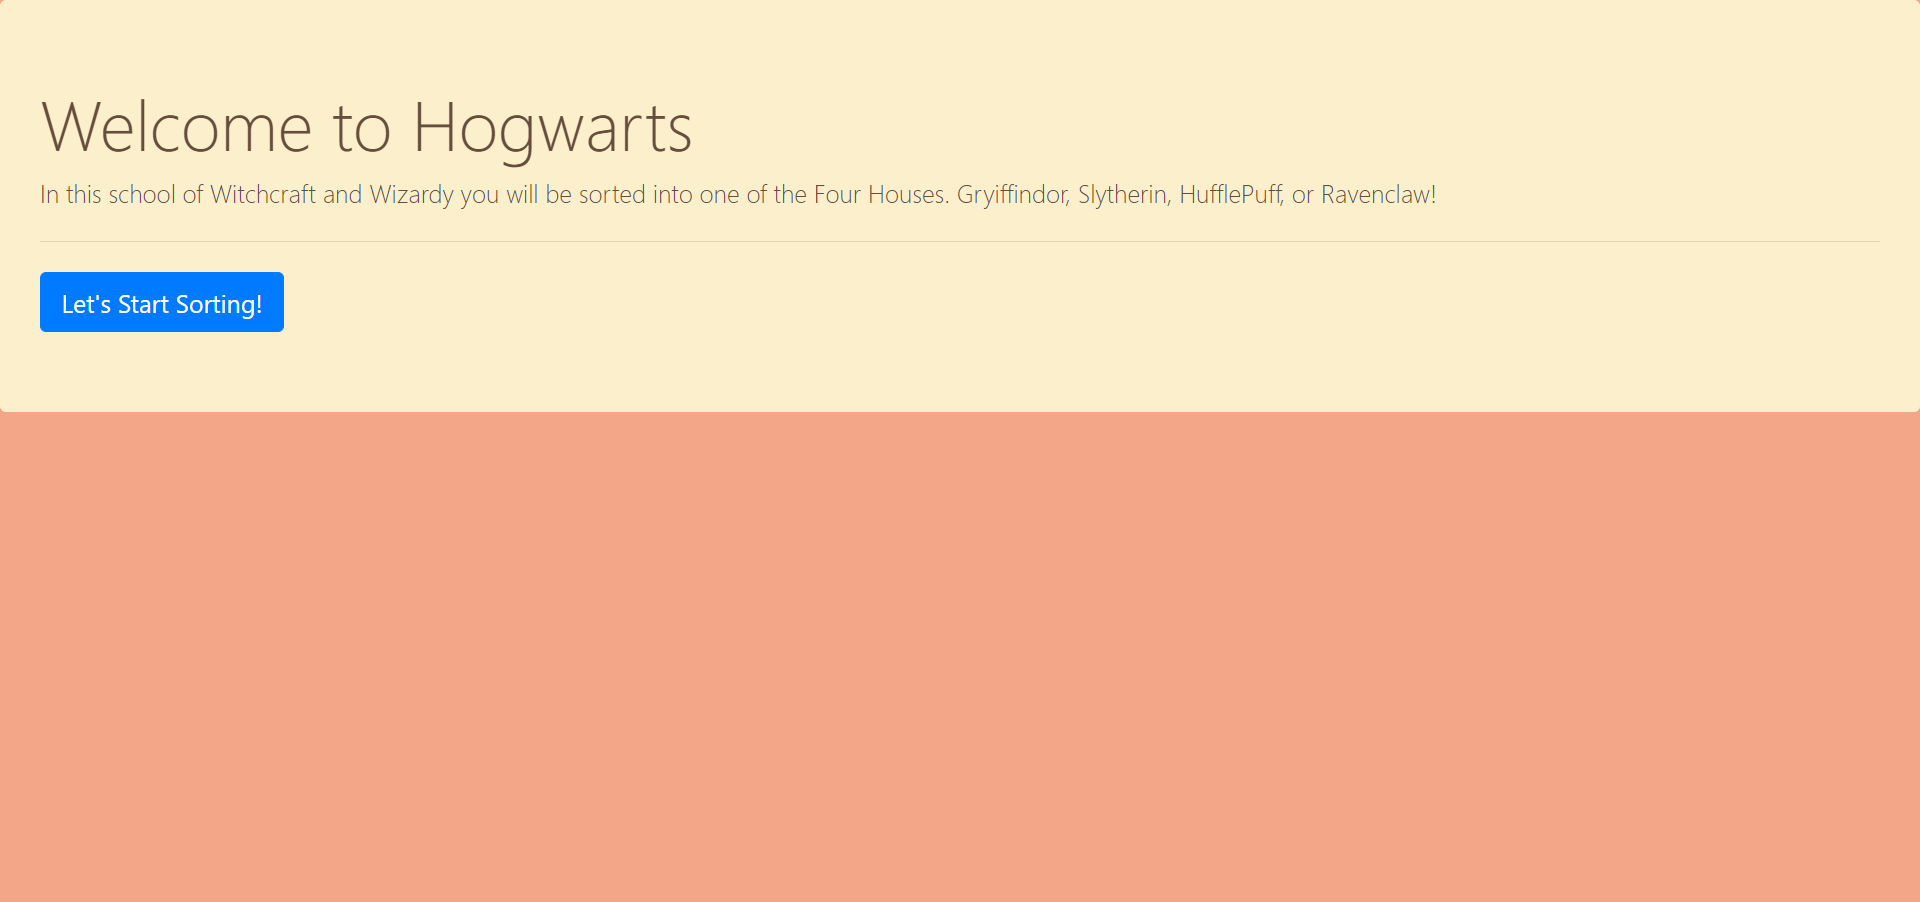 Welcome to Hogwarts
In this school of Witchcraft and Wizardy you will be sorted into one of the Four Houses. Gryiffindor, Slytherin, HufflePuff, or Ravenclaw!
Let's Start Sorting!